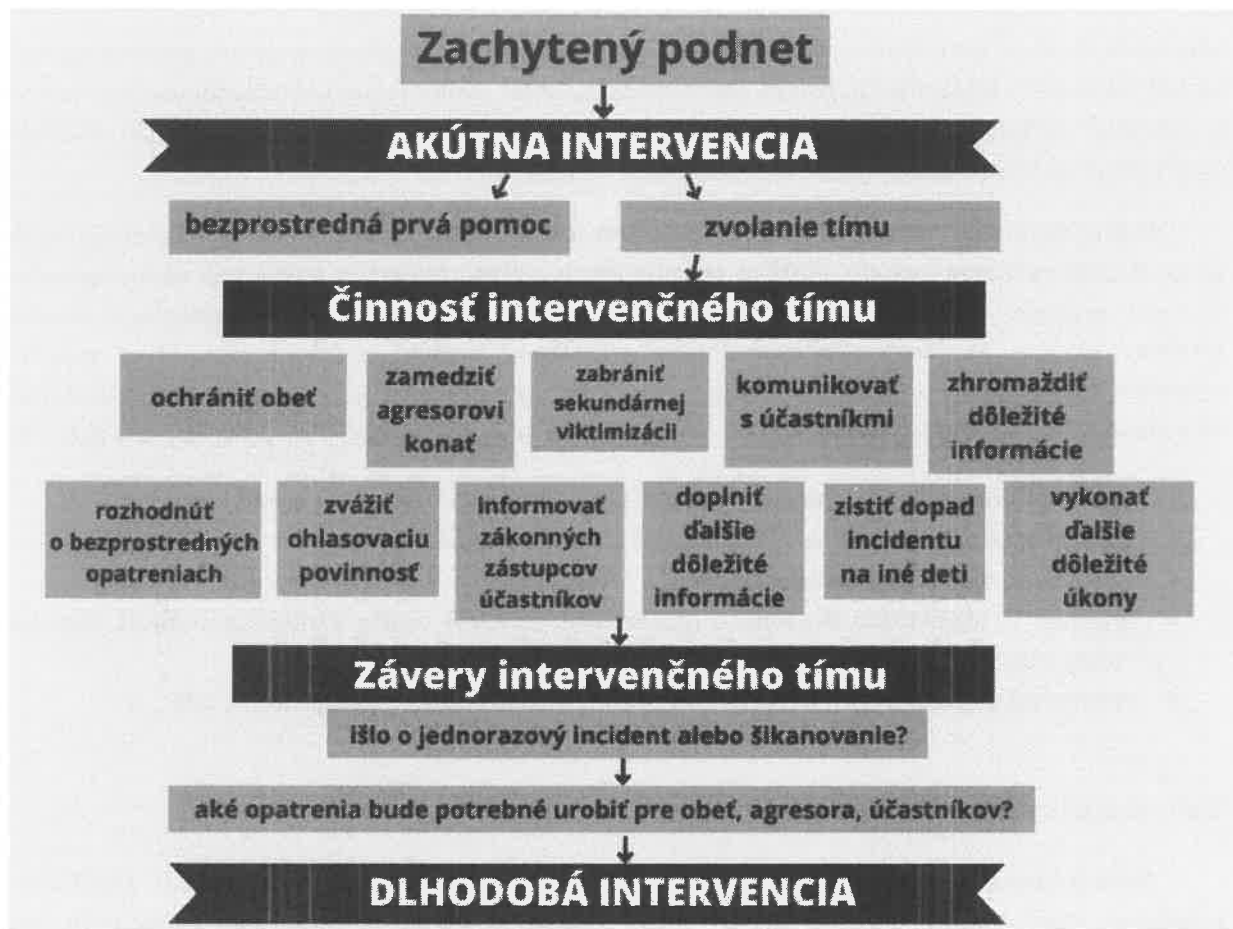 Zachytený podnet
AKÚTNA INTERVENCIA
bezprostredná prvá pomoc
zvolanie tímu
Činnosť intervenčného tímu
ochrániť obeť
zamedziť
agresorovi
konať
zabrániť
sekundárnej
viktimizácii
komunikovať
s účastníkmi
zhromaždiť
dôležité
informácie
rozhodnúť
o bezprostredných
opatreniach
zvážiť
ohlasovaciu
povinnosť
informovať
zákonných
zástupcov
účastníkov
doplniť
ďalšie
dôležité
informácie
zistiť dopad
incidentu
na iné deti
vykonať
ďalšie
dôležité
úkony
Závery intervenčného tímu
išlo o jednorazový incident alebo šikanovanie?
aké opatrenia bude potrebné urobiť pre obeť, agresora, účastníkov?
DLHODOBÁ INTERVENCIA